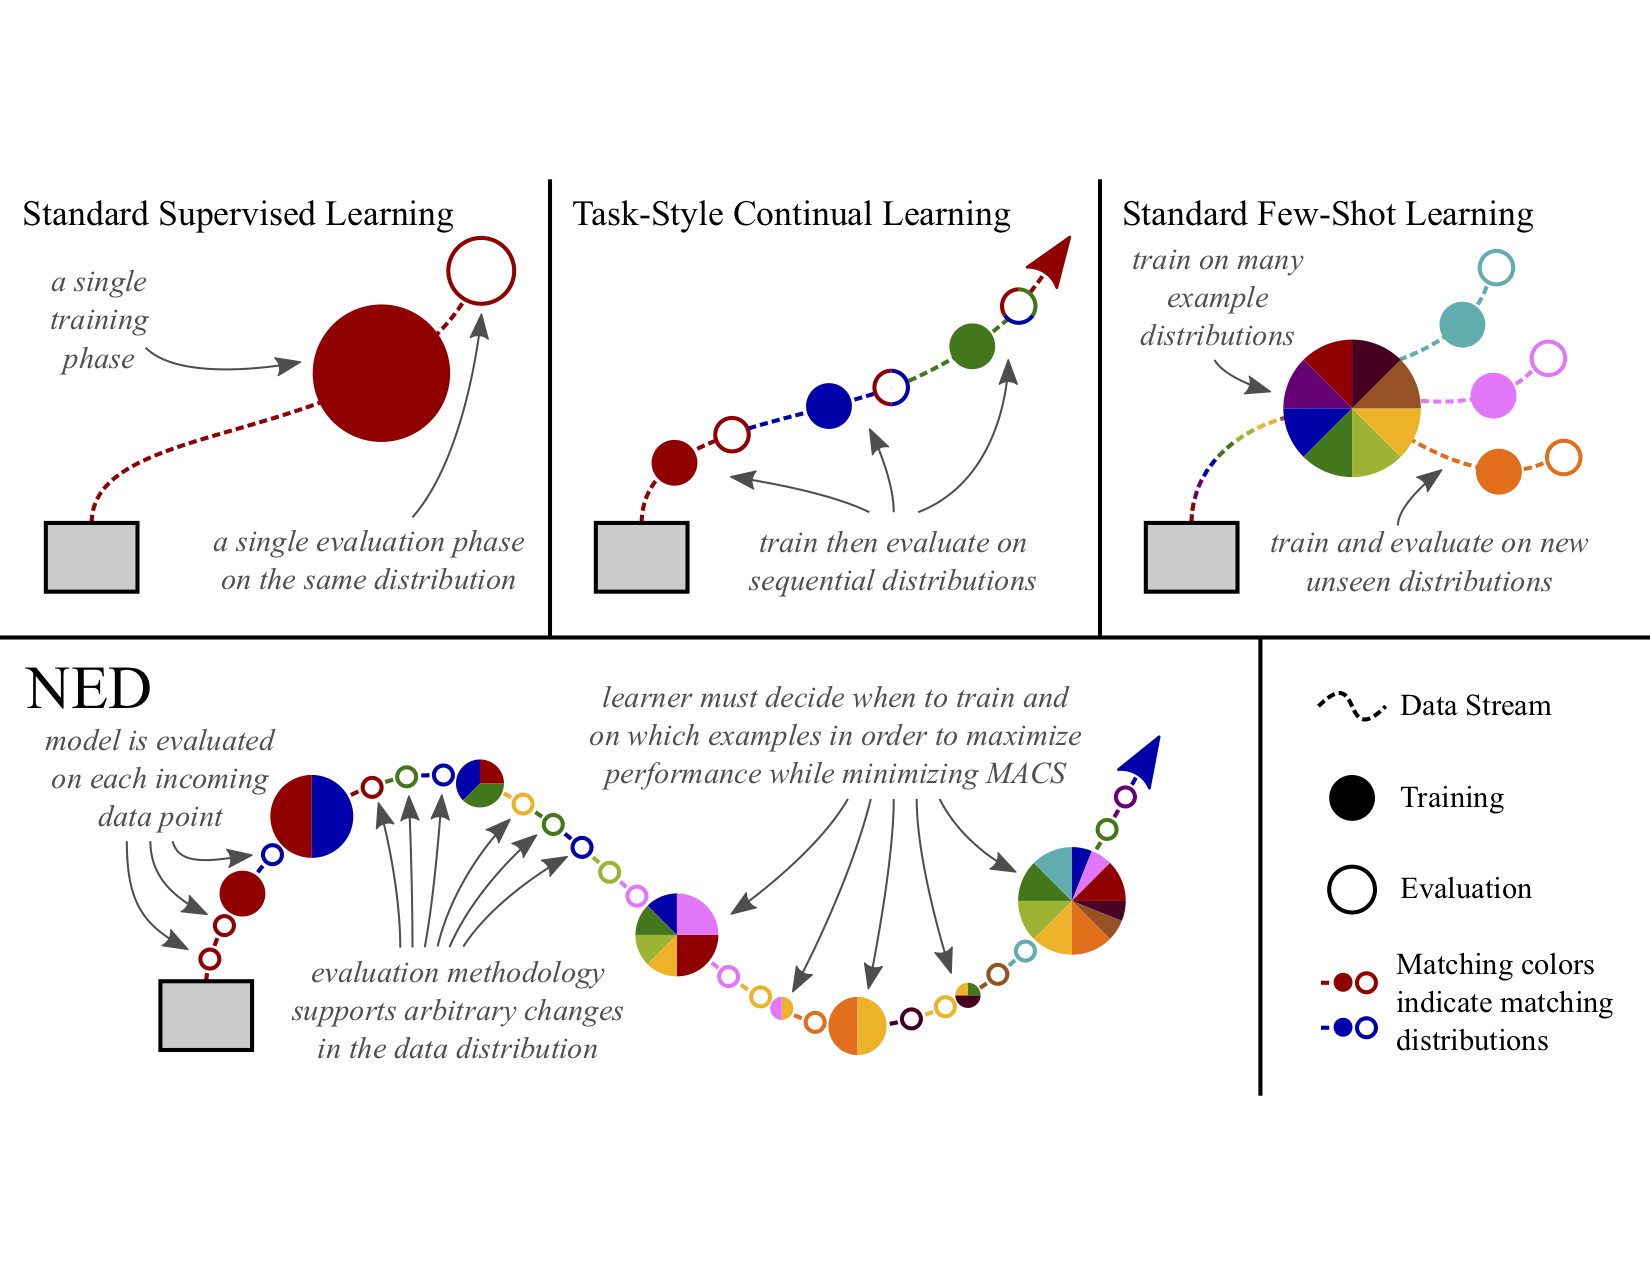 Standard Supervised Learning
a single
training
phase
a single evaluation phase
on the same distribution
Task-Style Continual Learning
train then evaluate on
sequential distributions
Standard Few-Shot Learning
train on many
example
distributions
train and evaluate on new
unseen distributions
NED
model is evaluated
on each incoming
data point
evaluation methodology
supports arbitrary changes
in the data distribution
learner must decide when to train and
on which examples in order to maximize
performance while minimizing MACS
Data Stream
Training
Evaluation
Matching colors
indicate matching
distributions